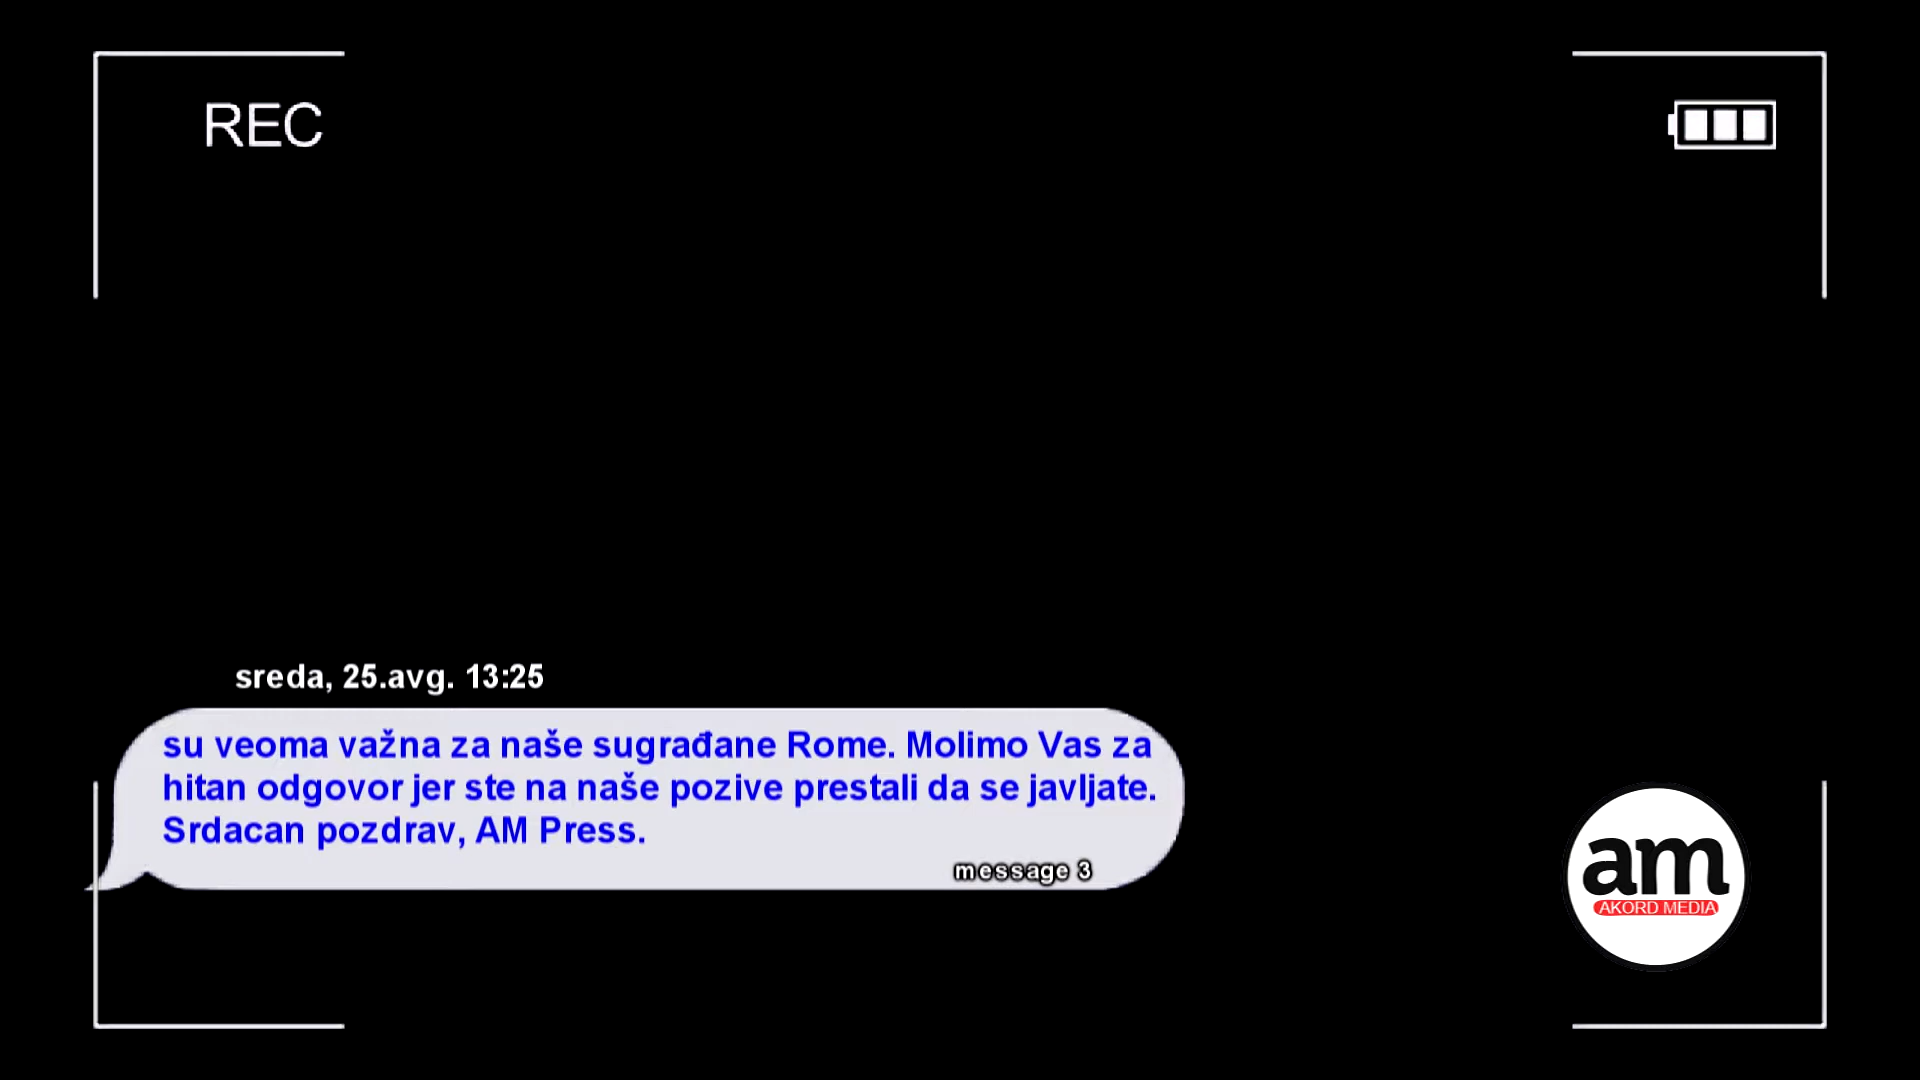 REC
sreda, 25.avg. 13:25
su veoma važna za naše sugrađane Rome. Molimo Vas za
hitan odgovor jer ste na naše pozive prestali da se javljate.
Srdacan pozdrav, AM Press.
message 3
am
AKORD MEDIA